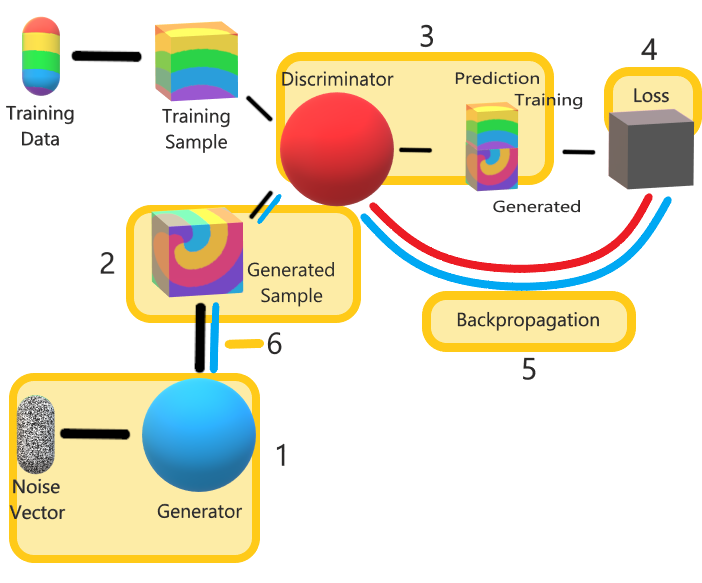 3
4
Discriminator
Prediction
Training
Loss
Training
Data
Training
Sample
Generated
2
Generated
Sample
Backpropagation
6
5
1
Noise
Vector
Generator